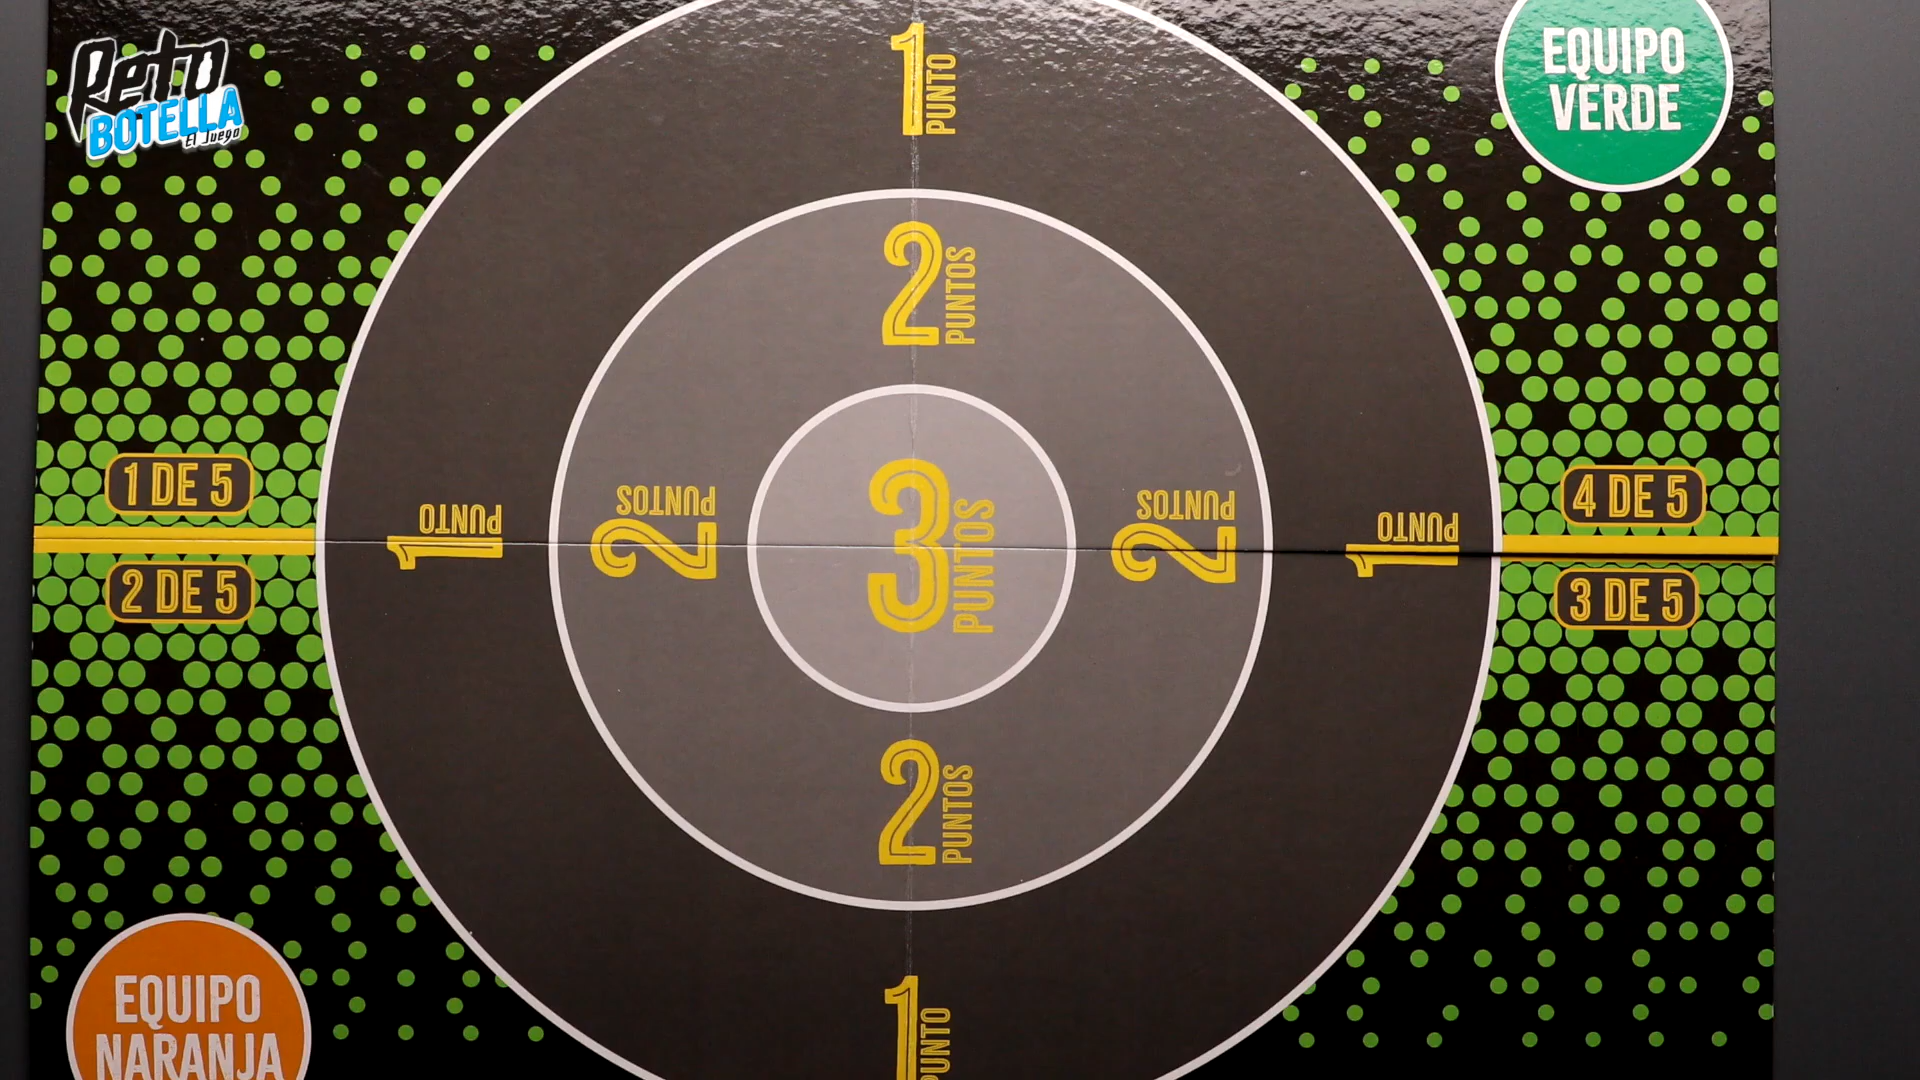 Reto
BOTELLA
El Juego
EQUIPO
VERDE
1
PUNTO
2
PUNTOS
1 DE 5
2 DE 5
1
PUNTO
2
PUNTOS
3
PUNTOS
2
PUNTOS
1
PUNTO
4 DE 5
3 DE 5
2
PUNTOS
1
PUNTO
EQUIPO
NARANJA